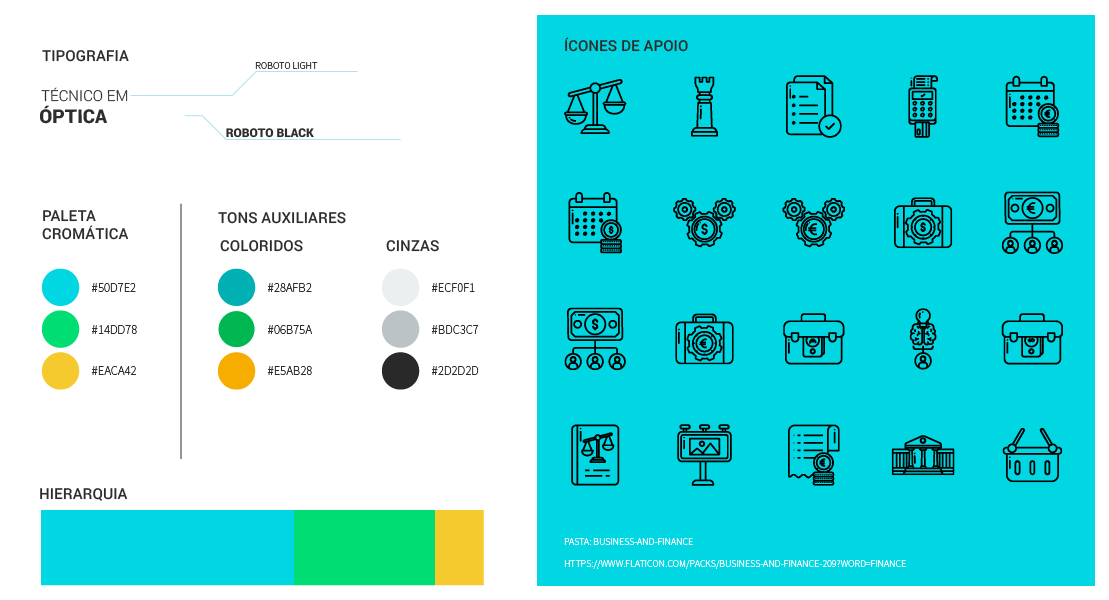 TIPOGRAFIA
ROBOTO LIGHT
TÉCNICO EM
ÓPTICA
ROBOTO BLACK
PALETA
CROMÁTICA
#50D7E2
#14DD78
#EACA42
TONS AUXILIARES
COLORIDOS
#28AFB2
#06B75A
#E5AB28
CINZAS
#ECF0F1
#BDC3C7
#2D2D2D
HIERARQUIA
ÍCONES DE APOIO
PASTA: BUSINESS-AND-FINANCE
HTTPS://WWW.FLATICON.COM/PACKS/BUSINESS-AND-FINANCE-209?WORD=FINANCE